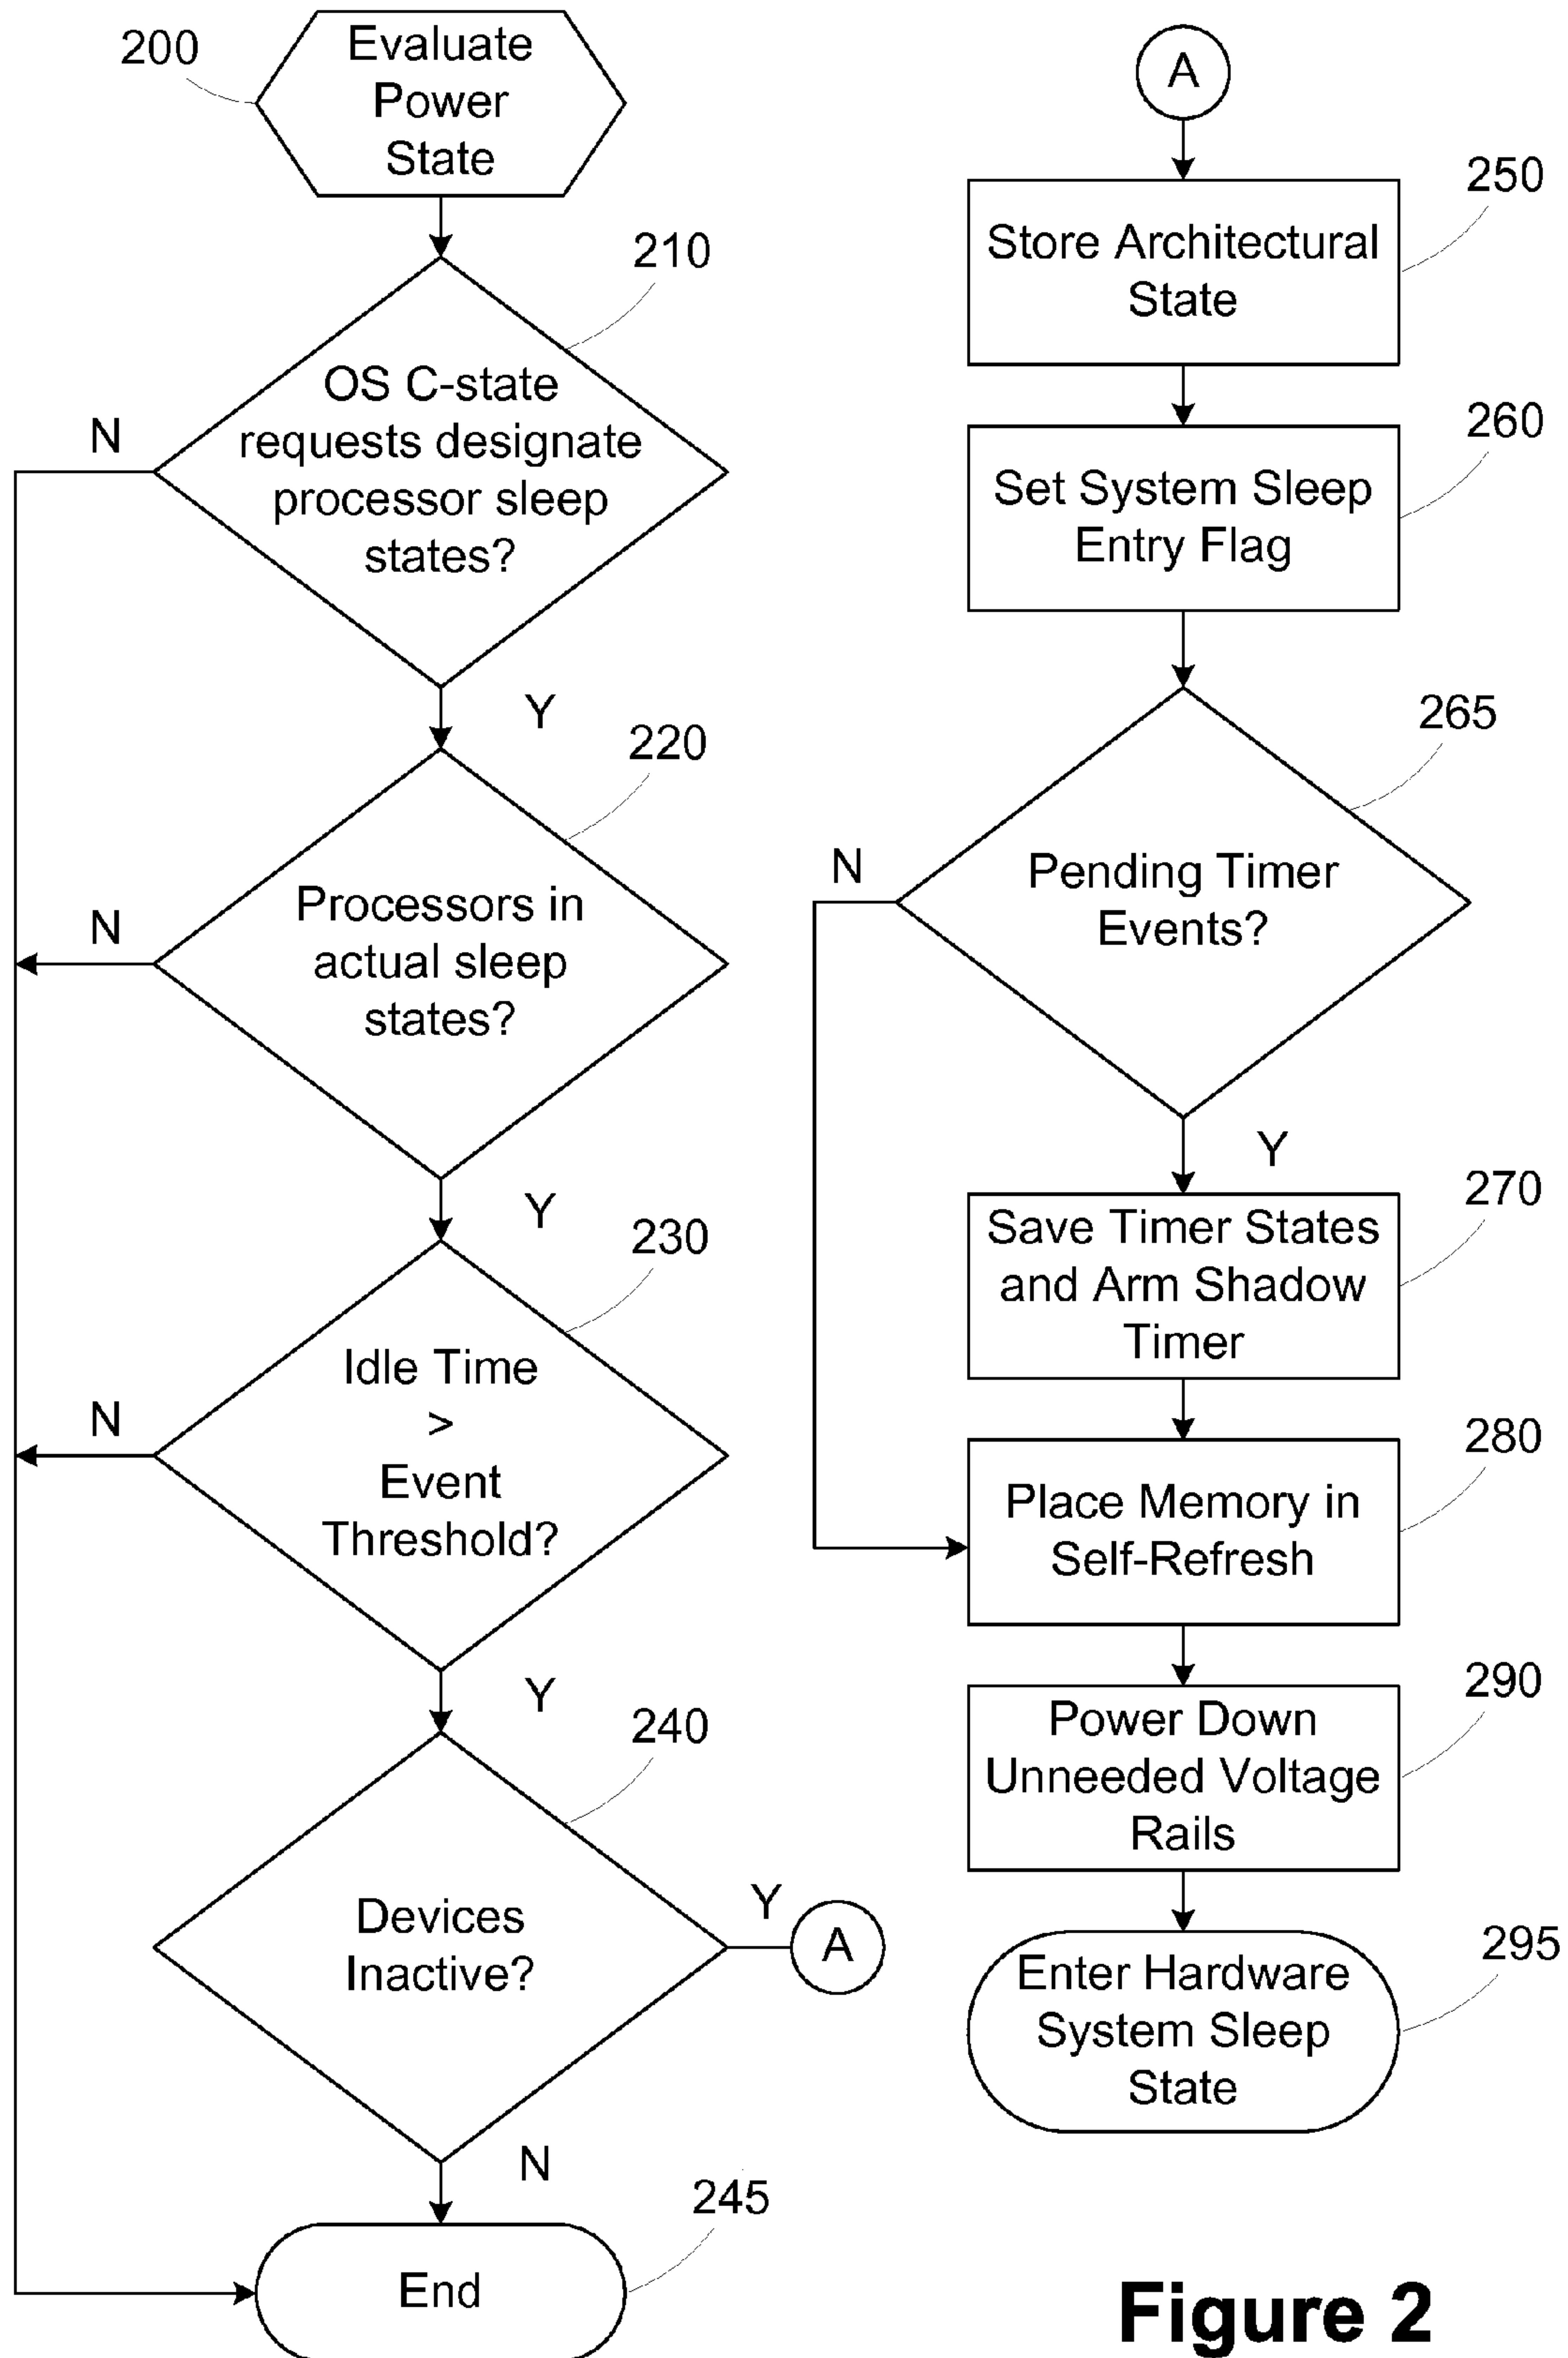 200
Evaluate
Power
State
210
OS C-state
requests designate
processor sleep
states?
N
Y
220
Processors in
actual sleep
states?
N
Y
230
Idle Time
>
Event
Threshold?
N
Y
240
Devices
Inactive?
Y
A
N
245
End
A
250
Store Architectural
State
260
Set System Sleep
Entry Flag
265
Pending Timer
Events?
N
Y
270
Save Timer States
and Arm Shadow
Timer
280
Place Memory in
Self-Refresh
290
Power Down
Unneeded Voltage
Rails
295
Enter Hardware
System Sleep
State
Figure 2